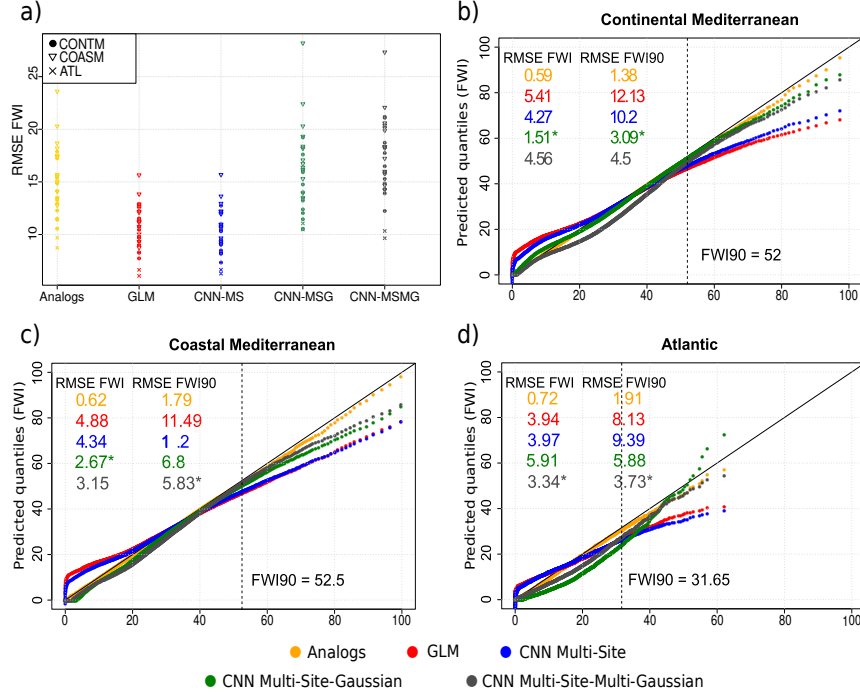 a)
CONTM
COASM
ATL
RMSE FWI
25
20
15
10
Analogs GLM CNN-MS CNN-MSG CNN-MSMG
b)
Continental Mediterranean
Predicted quantiles (FWI)
100
80
60
40
20
0
RMSE FWI RMSE FWI90
0.59 1.38
5.41 12.13
4.27 10.2
1.51* 3.09*
4.56 4.5
FWI90 = 52
0 20 40 60 80 100
c)
Coastal Mediterranean
Predicted quantiles (FWI)
100
80
60
40
20
0
RMSE FWI RMSE FWI90
0.62 1.79
4.88 11.49
4.34 1 .2
2.67* 6.8
3.15 5.83*
FWI90 = 52.5
0 20 40 60 80 100
d)
Atlantic
Predicted quantiles (FWI)
100
80
60
40
20
0
RMSE FWI RMSE FWI90
0.72 1.91
3.94 8.13
3.97 9.39
5.91 5.88
3.34* 3.73*
FWI90 = 31.65
0 20 40 60 80 100
Analogs GLM CNN Multi-Site
CNN Multi-Site-Gaussian CNN Multi-Site-Multi-Gaussian